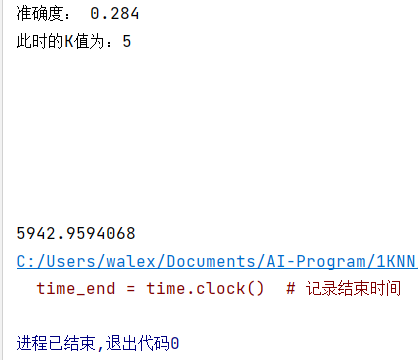 准确度： 0.284
此时的K值为：5
5942.9594068
C:/Users/walex/Documents/AI-Program/1KNN
time_end = time.clock()  # 记录结束时间
进程已结束,退出代码0